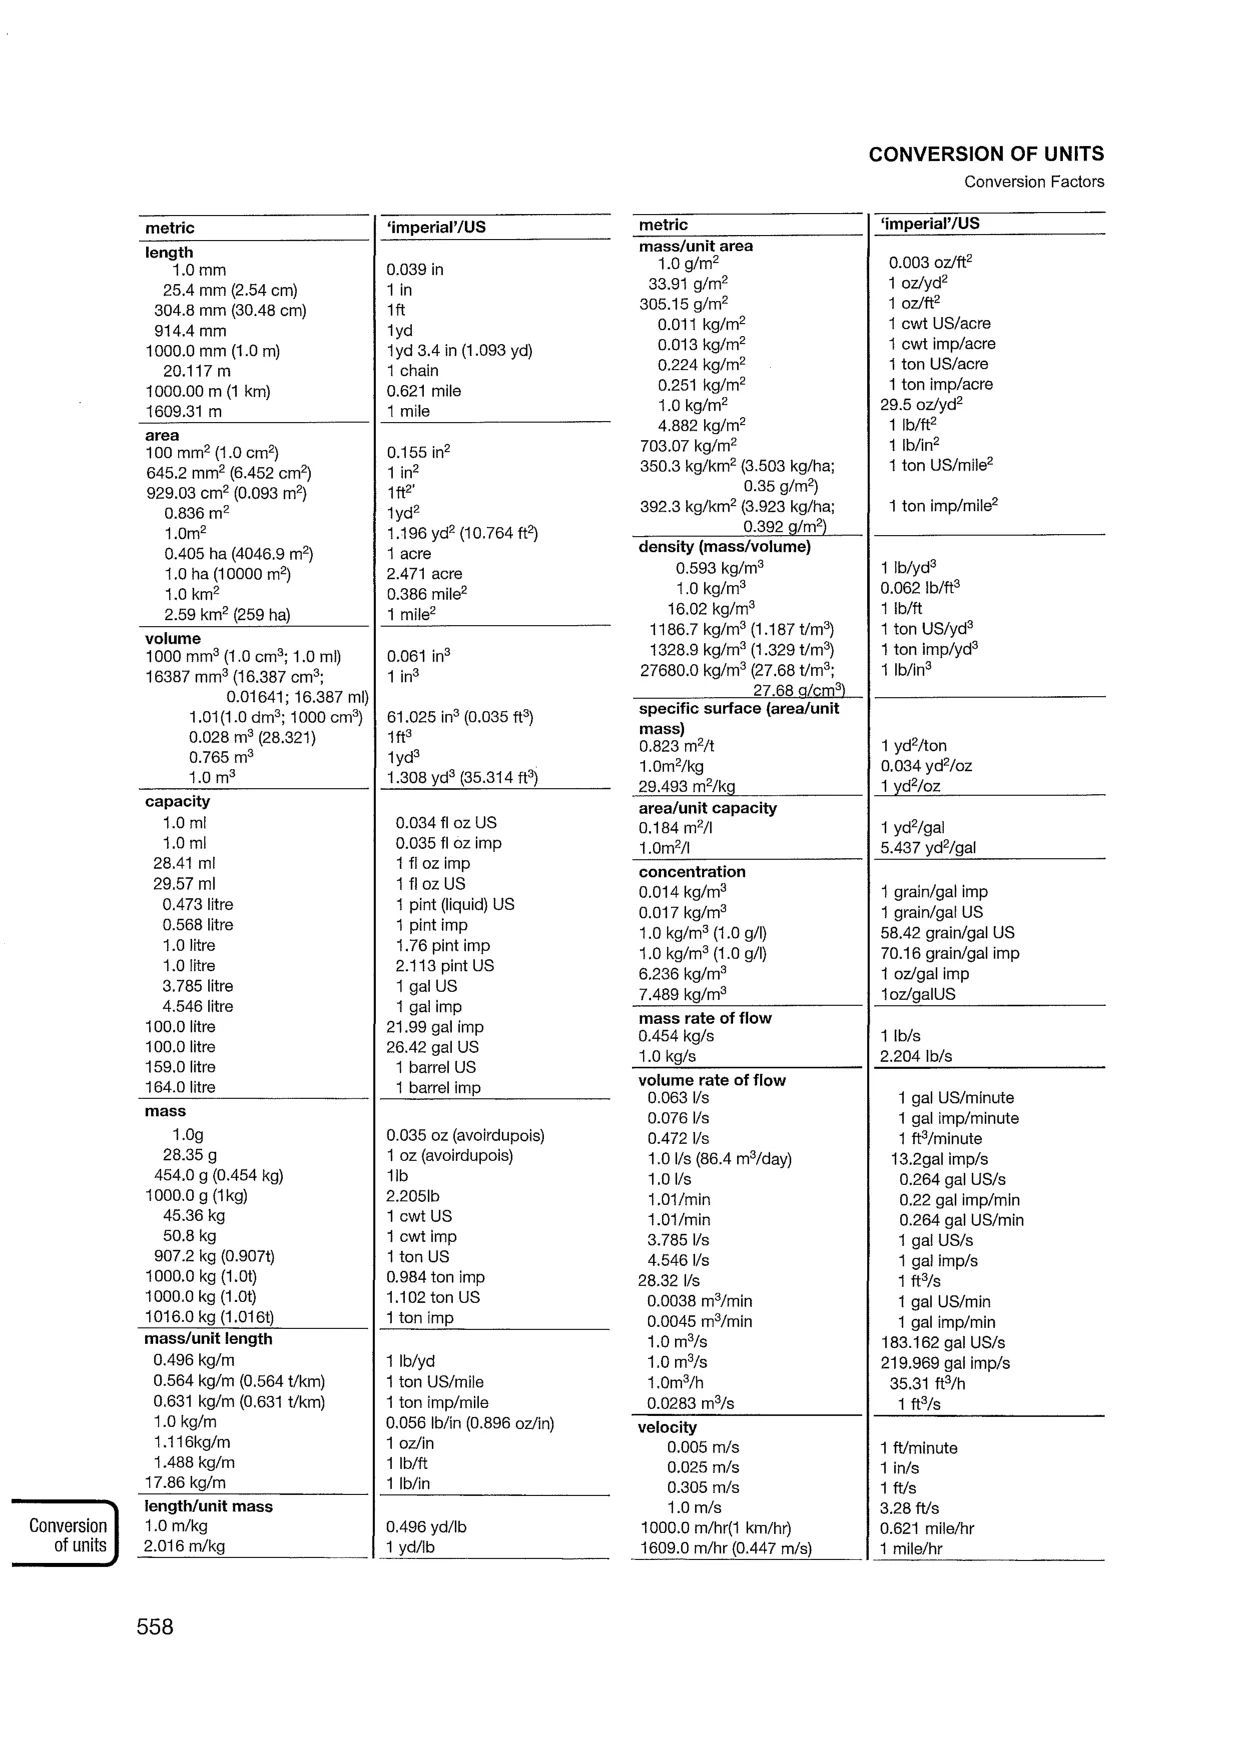 CONVERSION OF UNITS
Conversion Factors
metric 'imperial'/US
length
1.0 mm 0.039 in
25.4 mm (2.54 cm) 1 in
304.8 mm (30.48 cm) 1ft
914.4 mm 1yd
1000.0 mm (1.0 m) 1yd 3.4 in (1.093 yd)
20.117 m 1 chain
1000.00 m (1 km) 0.621 mile
1609.31 m 1 mile
area
100 mm² (1.0 cm²) 0.155 in²
645.2 mm² (6.452 cm²) 1 in²
929.03 cm² (0.093 m²) 1ft²'
0.836 m² 1yd²
1.0m² 1.196 yd² (10.764 ft²)
0.405 ha (4046.9 m²) 1 acre
1.0 ha (10000 m²) 2.471 acre
1.0 km² 0.386 mile²
2.59 km² (259 ha) 1 mile²
volume
1000 mm³ (1.0 cm³; 1.0 ml) 0.061 in³
16387 mm³ (16.387 cm³; 1 in³
0.01641; 16.387 ml)
1.01(1.0 dm³; 1000 cm³) 61.025 in³ (0.035 ft³)
0.028 m³ (28.321) 1ft³
0.765 m³ 1yd³
1.0 m³ 1.308 yd³ (35.314 ft³)
capacity
1.0 ml 0.034 fl oz US
1.0 ml 0.035 fl oz imp
28.41 ml 1 fl oz imp
29.57 ml 1 fl oz US
0.473 litre 1 pint (liquid) US
0.568 litre 1 pint imp
1.0 litre 1.76 pint imp
1.0 litre 2.113 pint US
3.785 litre 1 gal US
4.546 litre 1 gal imp
100.0 litre 21.99 gal imp
100.0 litre 26.42 gal US
159.0 litre 1 barrel US
164.0 litre 1 barrel imp
mass
1.0g 0.035 oz (avoirdupois)
28.35 g 1 oz (avoirdupois)
454.0 g (0.454 kg) 1lb
1000.0 g (1kg) 2.205lb
45.36 kg 1 cwt US
50.8 kg 1 cwt imp
907.2 kg (0.907t) 1 ton US
1000.0 kg (1.0t) 0.984 ton imp
1000.0 kg (1.0t) 1.102 ton US
1016.0 kg (1.016t) 1 ton imp
mass/unit length
0.496 kg/m 1 lb/yd
0.564 kg/m (0.564 t/km) 1 ton US/mile
0.631 kg/m (0.631 t/km) 1 ton imp/mile
1.0 kg/m 0.056 lb/in (0.896 oz/in)
1.116kg/m 1 oz/in
1.488 kg/m 1 lb/ft
17.86 kg/m 1 lb/in
length/unit mass
1.0 m/kg 0.496 yd/lb
2.016 m/kg 1 yd/lb
metric 'imperial'/US
mass/unit area
1.0 g/m² 0.003 oz/ft²
33.91 g/m² 1 oz/yd²
305.15 g/m² 1 oz/ft²
0.011 kg/m² 1 cwt US/acre
0.013 kg/m² 1 cwt imp/acre
0.224 kg/m² 1 ton US/acre
0.251 kg/m² 1 ton imp/acre
1.0 kg/m² 29.5 oz/yd²
4.882 kg/m² 1 lb/ft²
703.07 kg/m² 1 lb/in²
350.3 kg/km² (3.503 kg/ha; 1 ton US/mile²
0.35 g/m²)
392.3 kg/km² (3.923 kg/ha; 1 ton imp/mile²
0.392 g/m²)
density (mass/volume)
0.593 kg/m³ 1 lb/yd³
1.0 kg/m³ 0.062 lb/ft³
16.02 kg/m³ 1 lb/ft
1186.7 kg/m³ (1.187 t/m³) 1 ton US/yd³
1328.9 kg/m³ (1.329 t/m³) 1 ton imp/yd³
27680.0 kg/m³ (27.68 t/m³; 1 lb/in³
27.68 g/cm³)
specific surface (area/unit
mass)
0.823 m²/t 1 yd²/ton
1.0m²/kg 0.034 yd²/oz
29.493 m²/kg 1 yd²/oz
area/unit capacity
0.184 m²/l 1 yd²/gal
1.0m²/l 5.437 yd²/gal
concentration
0.014 kg/m³ 1 grain/gal imp
0.017 kg/m³ 1 grain/gal US
1.0 kg/m³ (1.0 g/l) 58.42 grain/gal US
1.0 kg/m³ (1.0 g/l) 70.16 grain/gal imp
6.236 kg/m³ 1 oz/gal imp
7.489 kg/m³ 1oz/galUS
mass rate of flow
0.454 kg/s 1 lb/s
1.0 kg/s 2.204 lb/s
volume rate of flow
0.063 l/s 1 gal US/minute
0.076 l/s 1 gal imp/minute
0.472 l/s 1 ft³/minute
1.0 l/s (86.4 m³/day) 13.2gal imp/s
1.0 l/s 0.264 gal US/s
1.01/min 0.22 gal imp/min
1.01/min 0.264 gal US/min
3.785 l/s 1 gal US/s
4.546 l/s 1 gal imp/s
28.32 l/s 1 ft³/s
0.0038 m³/min 1 gal US/min
0.0045 m³/min 1 gal imp/min
1.0 m³/s 183.162 gal US/s
1.0 m³/s 219.969 gal imp/s
1.0m³/h 35.31 ft³/h
0.0283 m³/s 1 ft³/s
velocity
0.005 m/s 1 ft/minute
0.025 m/s 1 in/s
0.305 m/s 1 ft/s
1.0 m/s 3.28 ft/s
1000.0 m/hr(1 km/hr) 0.621 mile/hr
1609.0 m/hr (0.447 m/s) 1 mile/hr
Conversion
of units
558